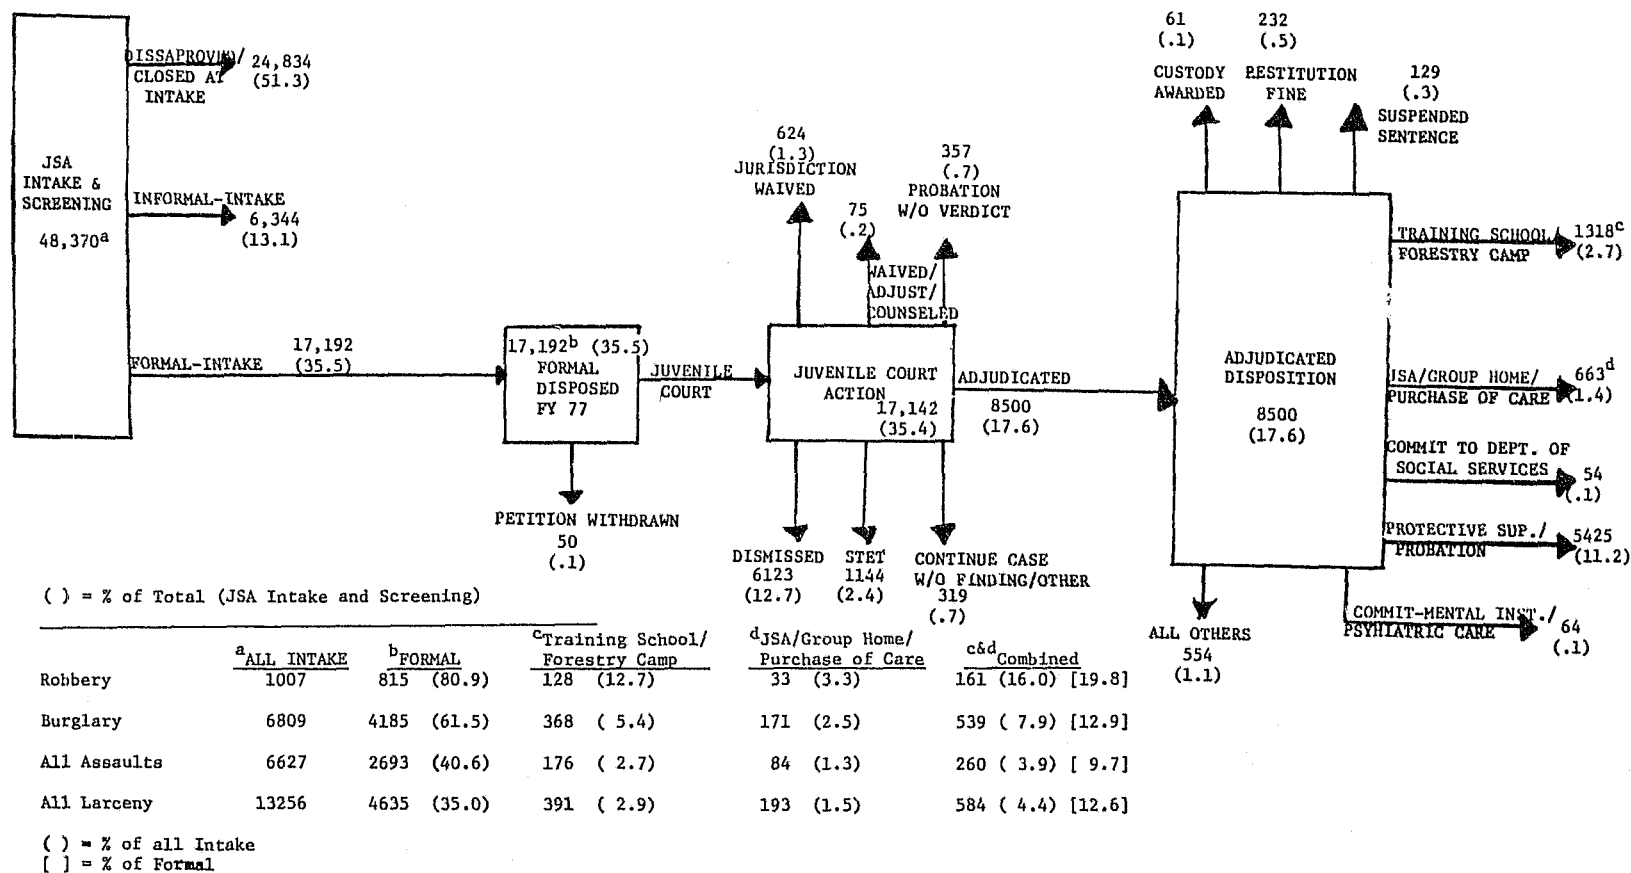 JSA
INTAKE &
SCREENING
48,370a
DISSAPROVED/
CLOSED AT
INTAKE
24,834
(51.3)
INFORMAL-INTAKE
6,344
(13.1)
FORMAL-INTAKE
17,192
(35.5)
17,192b (35.5)
FORMAL
DISPOSED
FY 77
PETITION WITHDRAWN
50
(.1)
JUVENILE
COURT
624
(1.3)
JURISDICTION
WAIVED
75
(.2)
WAIVED/
ADJUST/
COUNSELED
357
(.7)
PROBATION
W/O VERDICT
JUVENILE COURT
ACTION
17,142
(35.4)
DISMISSED
6123
(12.7)
STET
1144
(2.4)
CONTINUE CASE
W/O FINDING/OTHER
319
(.7)
ADJUDICATED
8500
(17.6)
61
(.1)
CUSTODY
AWARDED
232
(.5)
RESTITUTION
FINE
129
(.3)
SUSPENDED
SENTENCE
ADJUDICATED
DISPOSITION
8500
(17.6)
TRAINING SCHOOL/
FORESTRY CAMP
1318c
(2.7)
JSA/GROUP HOME/
PURCHASE OF CARE
663d
(1.4)
COMMIT TO DEPT. OF
SOCIAL SERVICES
54
(.1)
PROTECTIVE SUP./
PROBATION
5425
(11.2)
COMMIT-MENTAL INST./
PSYHIATRIC CARE
64
(.1)
ALL OTHERS
554
(1.1)
( ) = % of Total (JSA Intake and Screening)
aALL INTAKE bFORMAL cTraining School/ Forestry Camp dJSA/Group Home/ Purchase of Care c&d Combined
Robbery 1007 815 (80.9) 128 (12.7) 33 (3.3) 161 (16.0) [19.8]
Burglary 6809 4185 (61.5) 368 ( 5.4) 171 (2.5) 539 ( 7.9) [12.9]
All Assaults 6627 2693 (40.6) 176 ( 2.7) 84 (1.3) 260 ( 3.9) [ 9.7]
All Larceny 13256 4635 (35.0) 391 ( 2.9) 193 (1.5) 584 ( 4.4) [12.6]
( ) = % of all Intake
[ ] = % of Formal